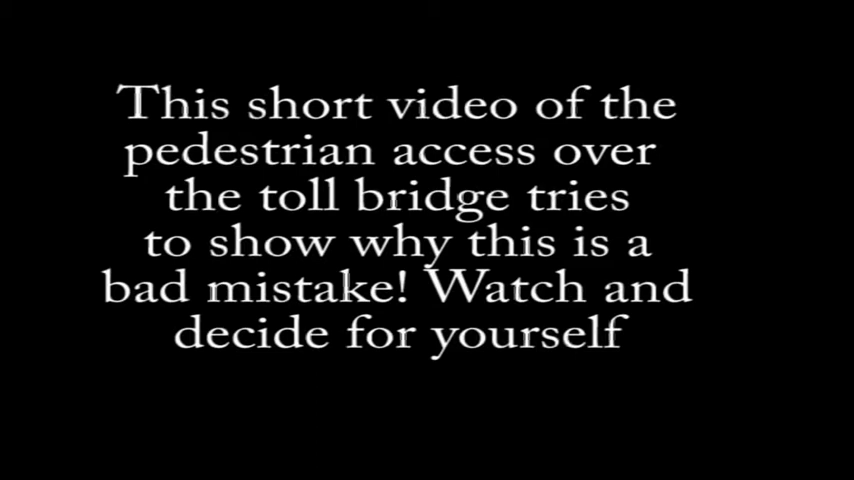 This short video of the
pedestrian access over
the toll bridge tries
to show why this is a
bad mistake! Watch and
decide for yourself